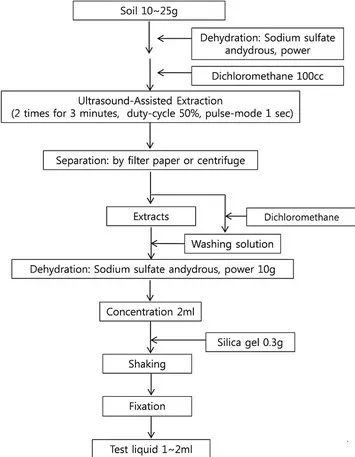 Soil 10~25g
Dehydration: Sodium sulfate
andydrous, power
Dichloromethane 100cc
Ultrasound-Assisted Extraction
(2 times for 3 minutes, duty-cycle 50%, pulse-mode 1 sec)
Separation: by filter paper or centrifuge
Extracts
Dichloromethane
Washing solution
Dehydration: Sodium sulfate andydrous, power 10g
Concentration 2ml
Silica gel 0.3g
Shaking
Fixation
Test liquid 1~2ml